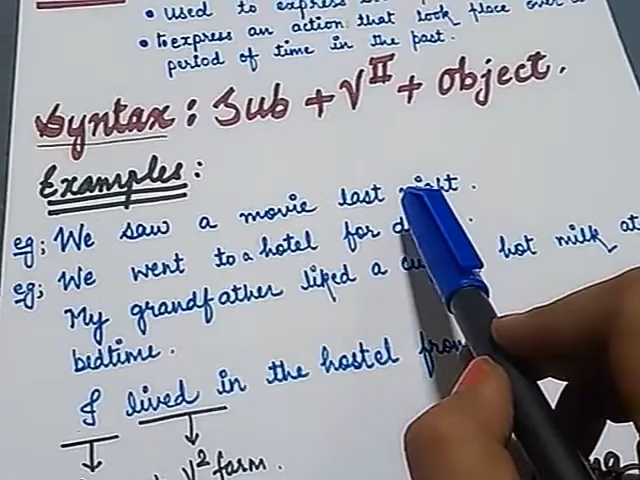 • used to express
• to express an action that took place over a
period of time in the past.
Syntax : Sub + V II + Object.
Examples :
eg; We saw a movie last night.
eg; We went to a hotel for
My grandfather liked a hot milk at
bedtime.
I lived in the hostel from
V² form.